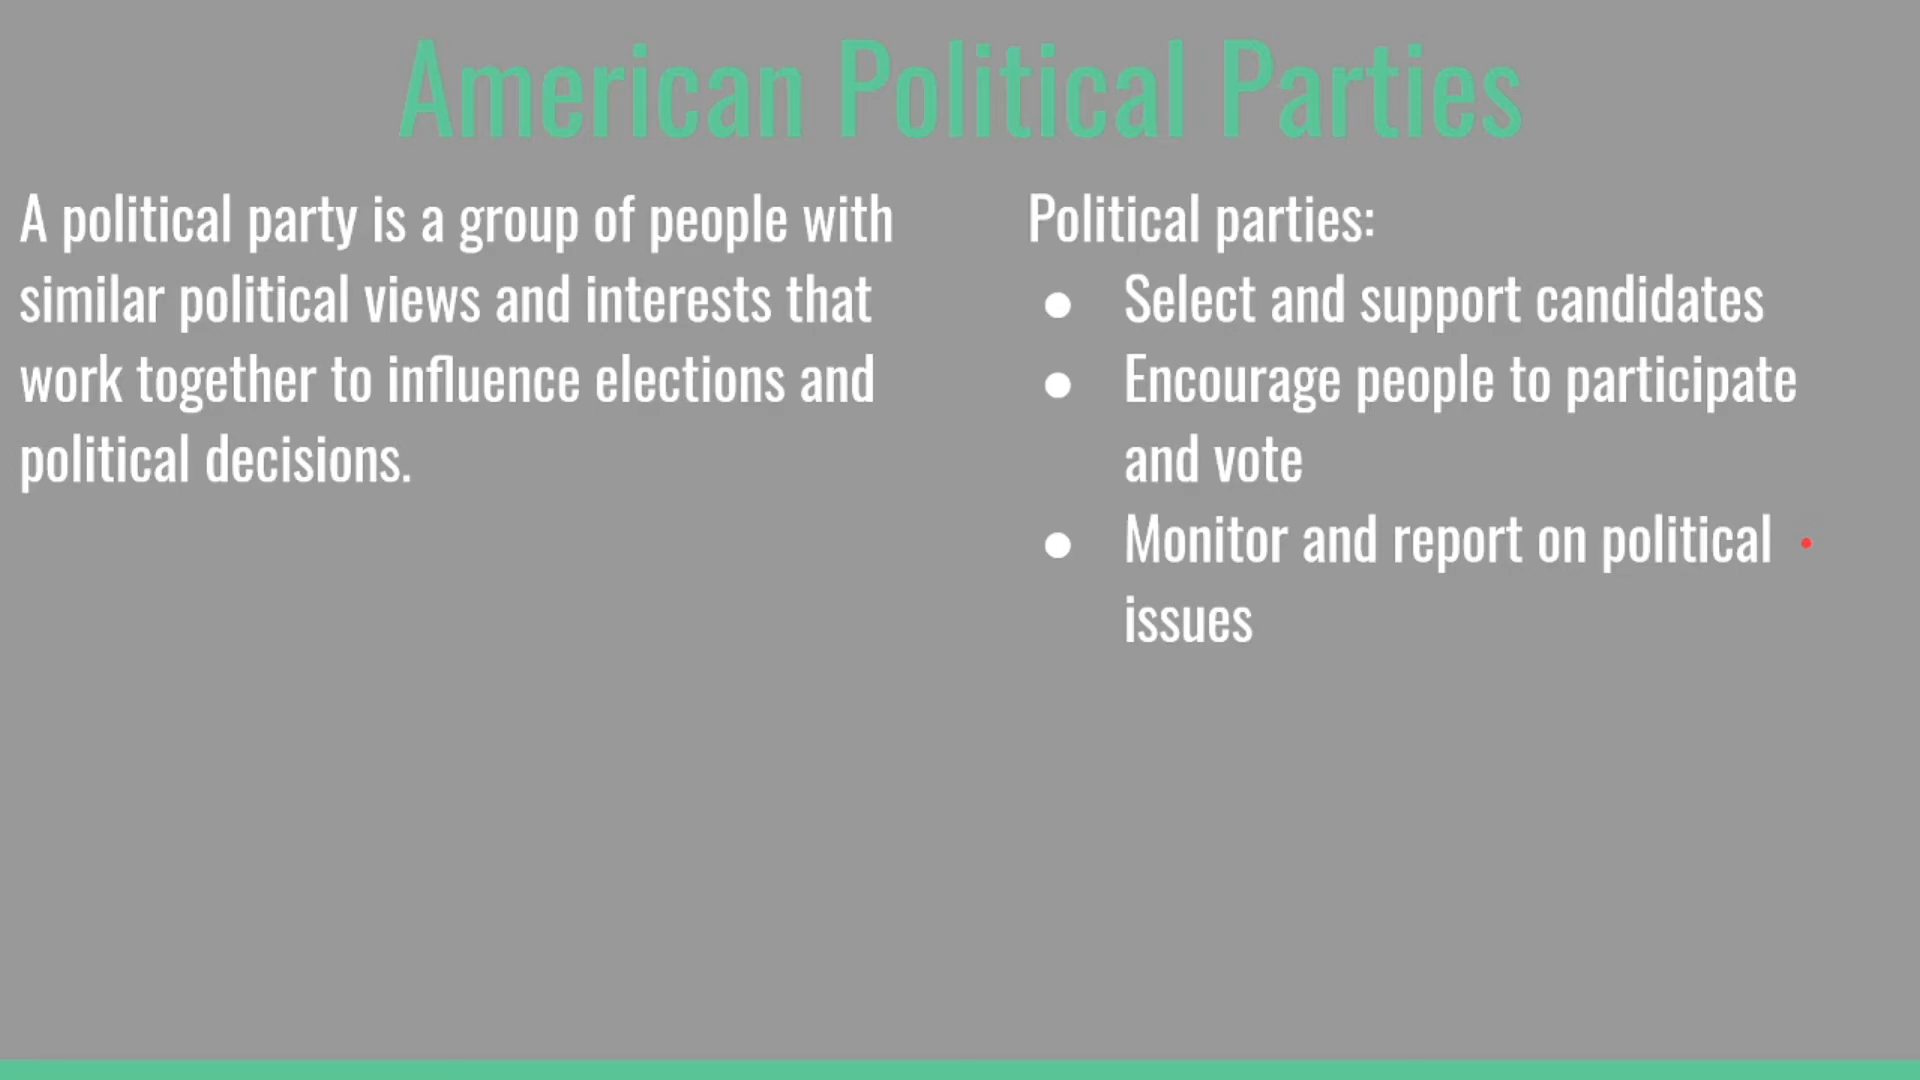 American Political Parties
A political party is a group of people with
similar political views and interests that
work together to influence elections and
political decisions.
Political parties:
● Select and support candidates
● Encourage people to participate
and vote
● Monitor and report on political
issues